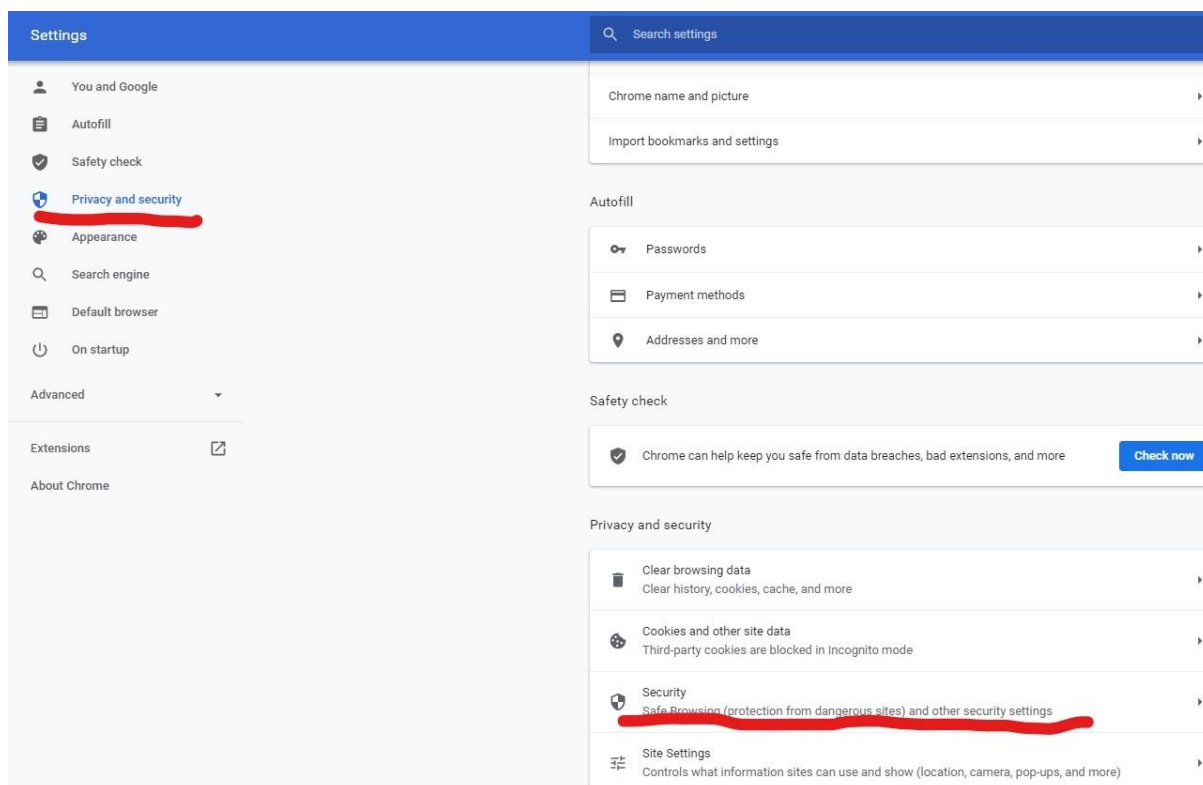 Settings
Search settings
You and Google
Autofill
Safety check
Privacy and security
Appearance
Search engine
Default browser
On startup
Advanced
Extensions
About Chrome
Chrome name and picture
Import bookmarks and settings
Autofill
Passwords
Payment methods
Addresses and more
Safety check
Chrome can help keep you safe from data breaches, bad extensions, and more
Check now
Privacy and security
Clear browsing data
Clear history, cookies, cache, and more
Cookies and other site data
Third-party cookies are blocked in Incognito mode
Security
Safe Browsing (protection from dangerous sites) and other security settings
Site Settings
Controls what information sites can use and show (location, camera, pop-ups, and more)